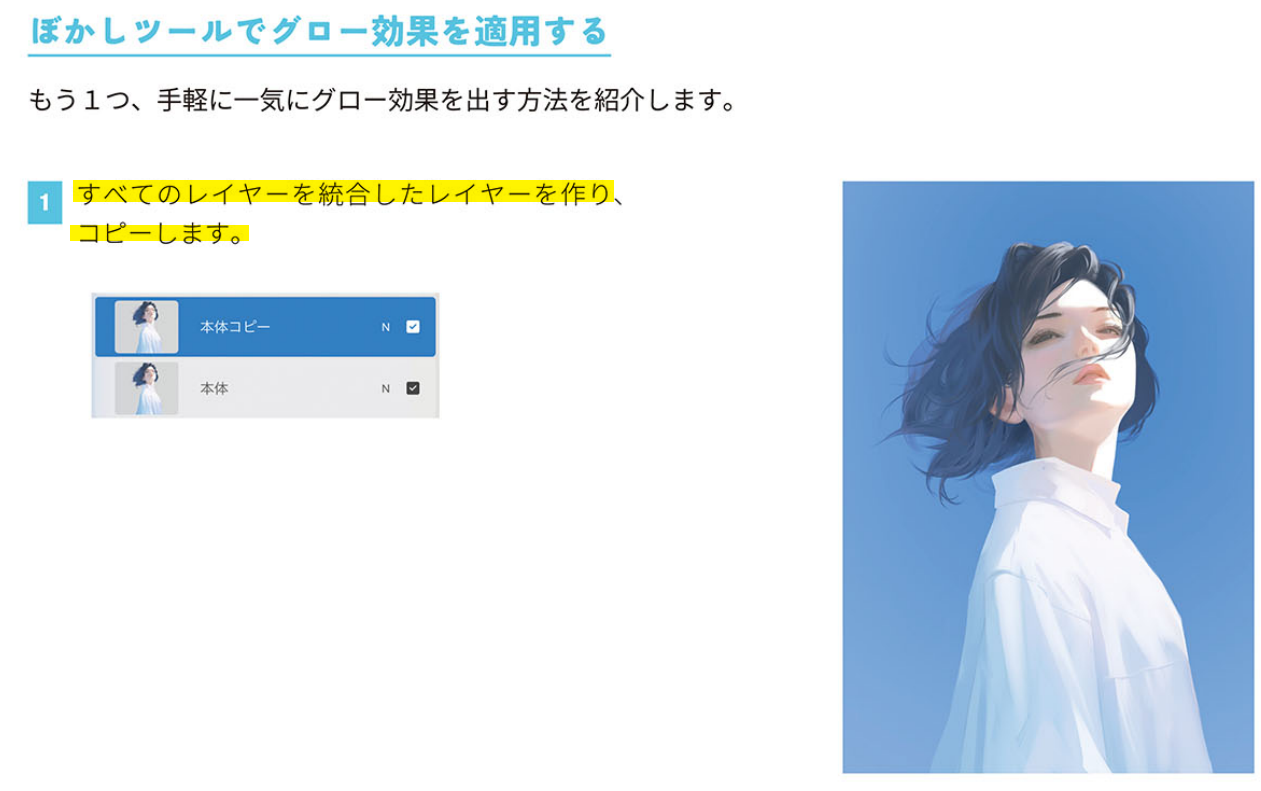 ぼかしツールでグロー効果を適用する
もう１つ、手軽に一気にグロー効果を出す方法を紹介します。
1 すべてのレイヤーを統合したレイヤーを作り、
コピーします。
本体コピー N
本体 N